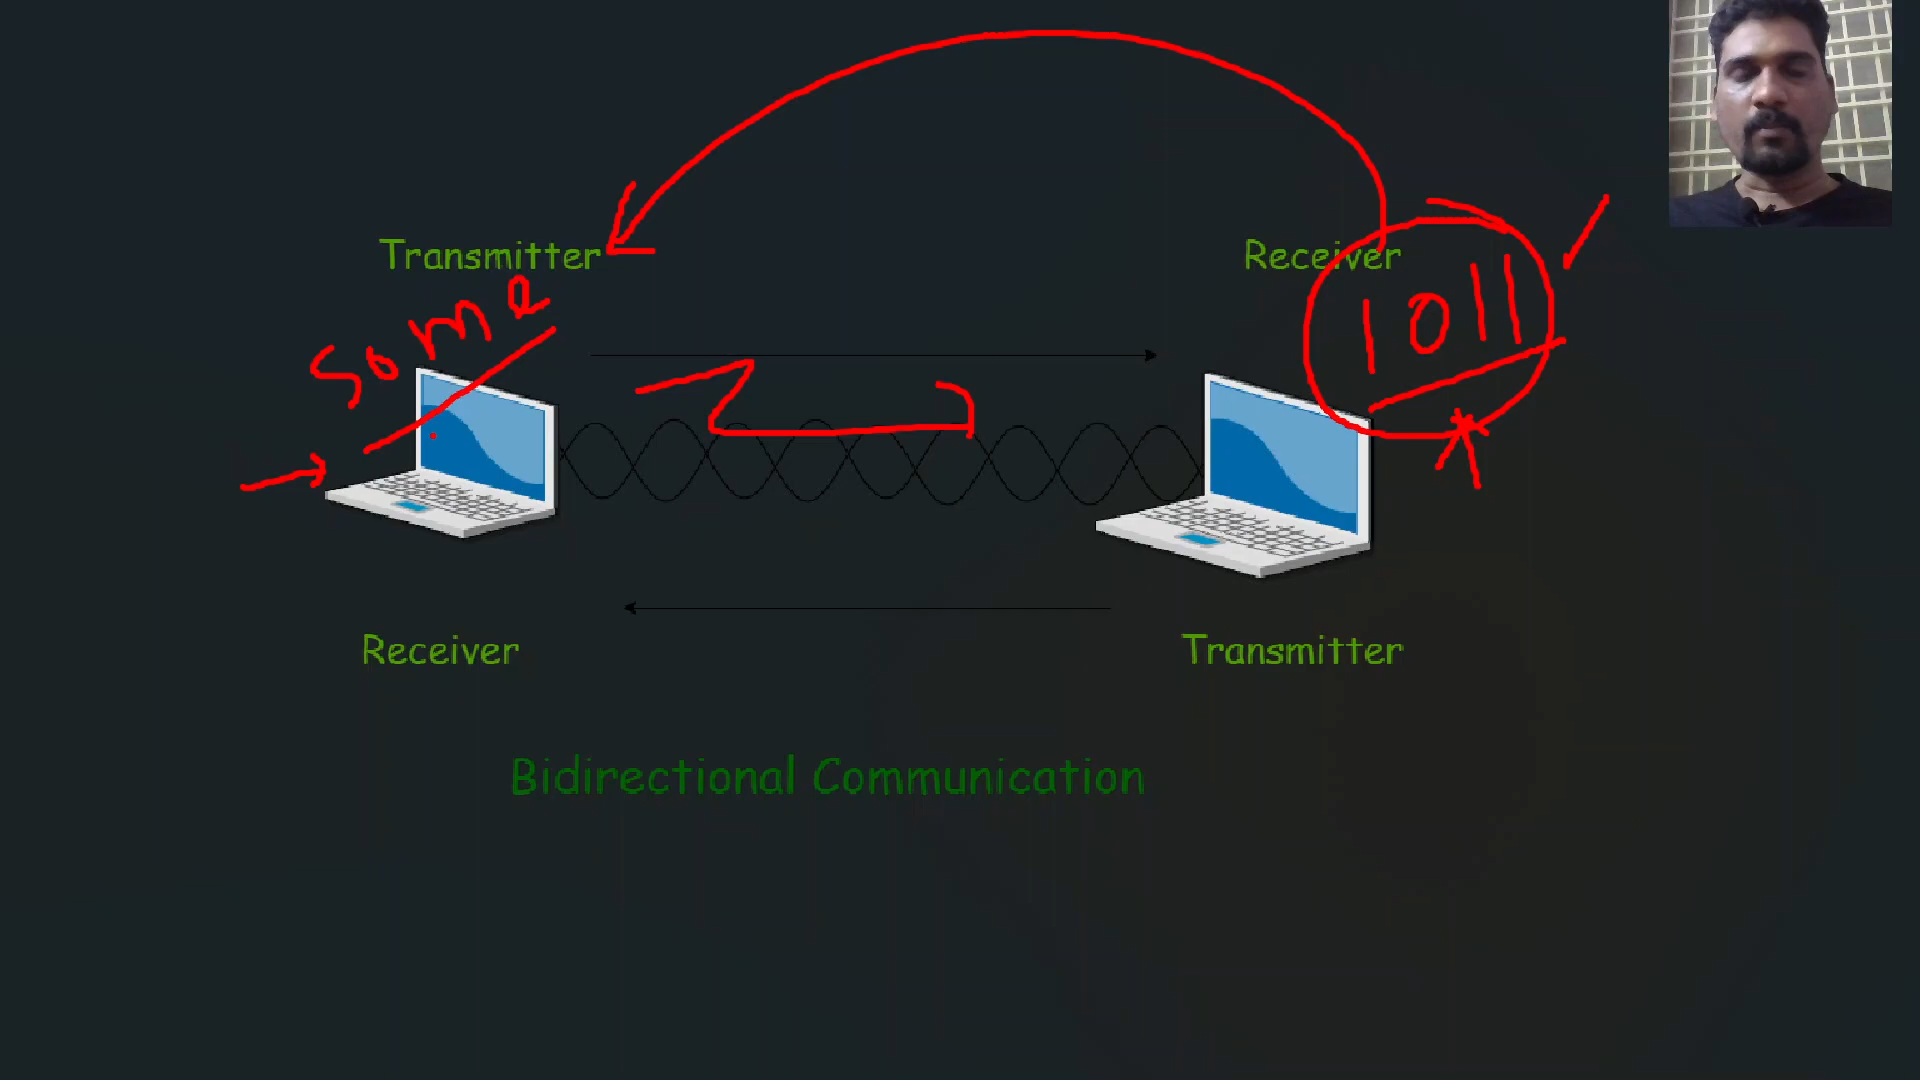 Transmitter
Receiver
Some
1011
Receiver
Transmitter
Bidirectional Communication